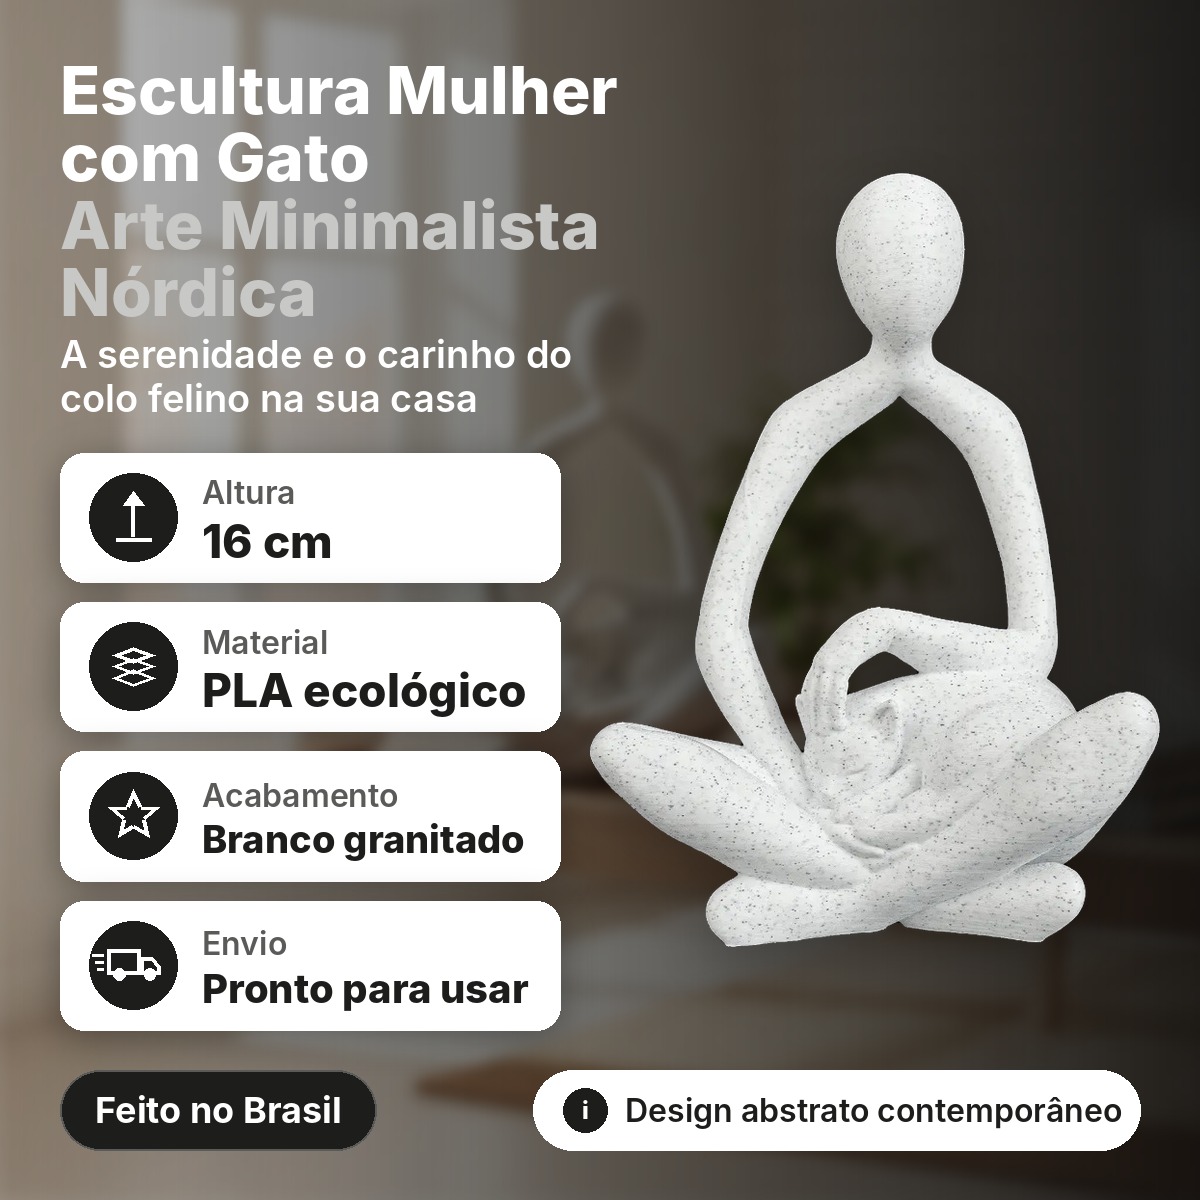 Escultura Mulher
com Gato
Arte Minimalista
Nórdica
A serenidade e o carinho do
colo felino na sua casa
Altura
16 cm
Material
PLA ecológico
Acabamento
Branco granitado
Envio
Pronto para usar
Feito no Brasil
i Design abstrato contemporâneo